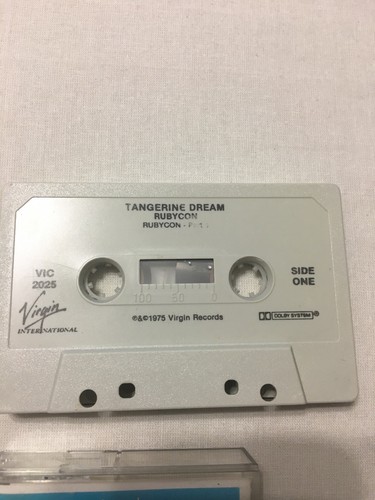 TANGERINE DREAM
RUBYCON
RUBYCON -
VIC
2025
SIDE
ONE
100 50 0
Virgin
INTERNATIONAL
℗&©1975 Virgin Records
DOLBY SYSTEM®